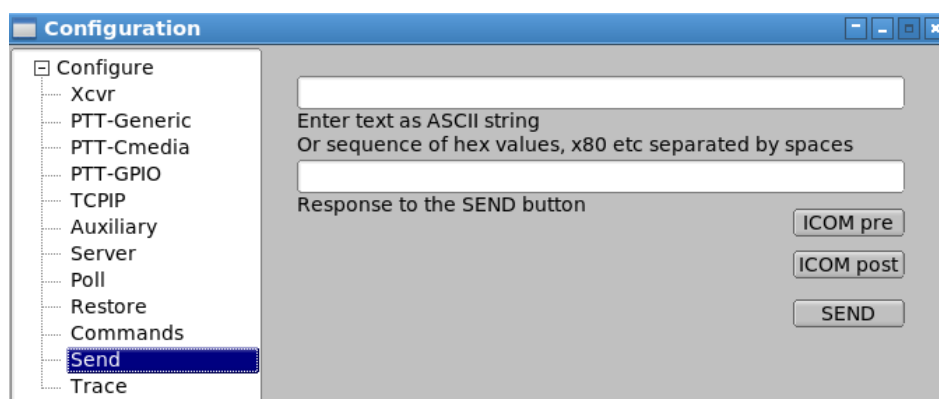 Configuration
Configure
Xcvr
PTT-Generic
PTT-Cmedia
PTT-GPIO
TCPIP
Auxiliary
Server
Poll
Restore
Commands
Send
Trace
Enter text as ASCII string
Or sequence of hex values, x80 etc separated by spaces
Response to the SEND button
ICOM pre
ICOM post
SEND